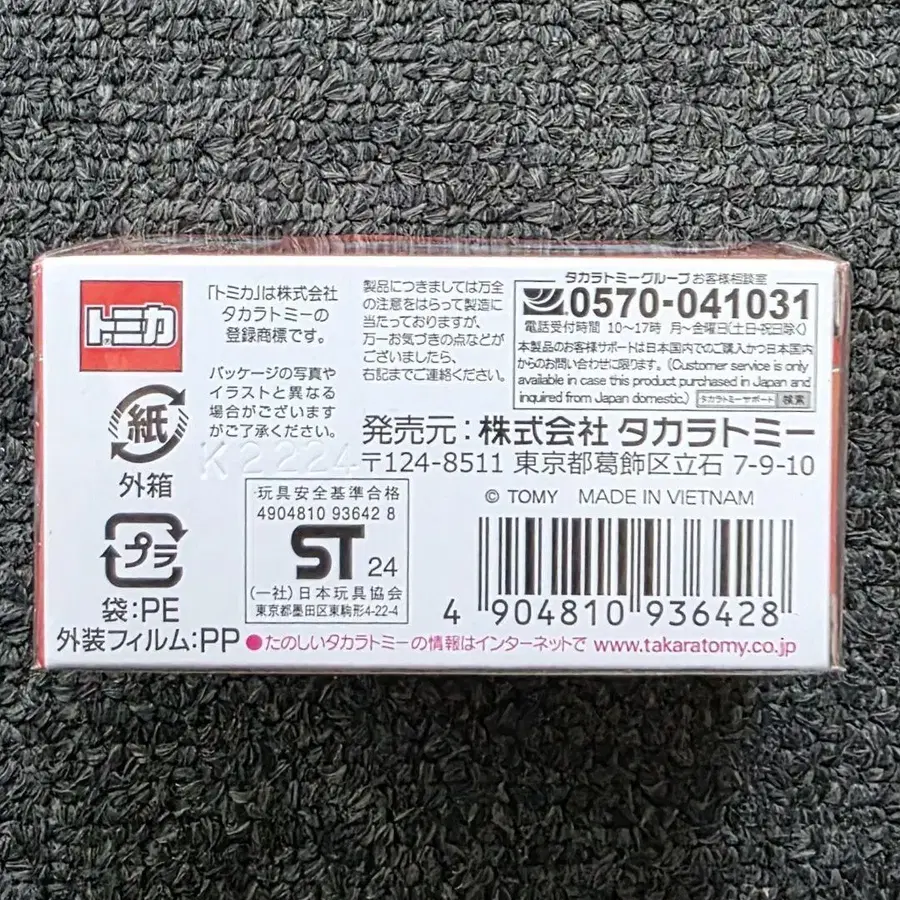 トミカ
「トミカ」は株式会社
タカラトミーの
登録商標です。
パッケージの写真や
イラストと異なる
場合がございます
がご了承ください。
製品につきましては万全
の注意をはらって製造に
当たっておりますが、
万一お気づきの点などが
ございましたら、
右記までご連絡ください。
タカラトミーグループお客様相談室
0570-041031
電話受付時間 10〜17時 月〜金曜日(土日・祝日除く)
本製品のお客様サポートは日本国内でのご購入かつ日本国内
からのお問い合わせに限ります。(Customer service is only
available in case this product purchased in Japan and
inquired from Japan domestic.) タカラトミーサポート 検索
紙
外箱
プラ
袋:PE
外装フィルム:PP
K2224
発売元:株式会社 タカラトミー
〒124-8511 東京都葛飾区立石 7-9-10
© TOMY MADE IN VIETNAM
玩具安全基準合格
4904810 93642 8
ST 24
(一社)日本玩具協会
東京都墨田区東駒形4-22-4
4 904810 936428
●たのしいタカラトミーの情報はインターネットで www.takaratomy.co.jp